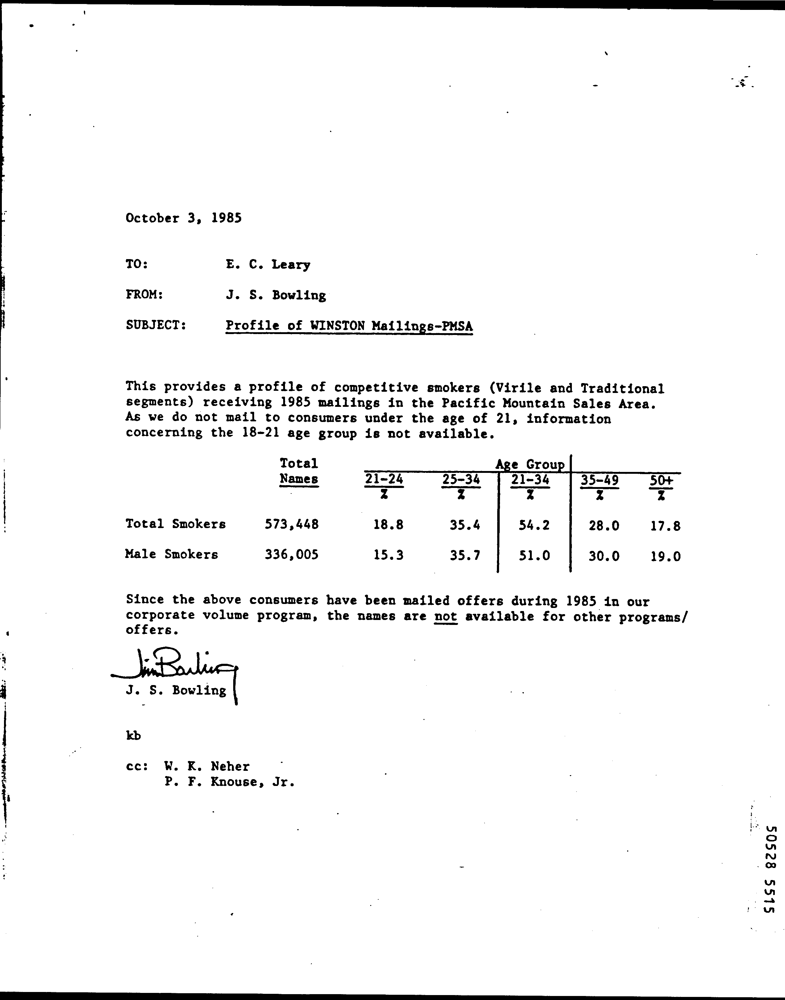 October 3, 1985
TO: E. C. Leary
FROM: J. S. Bowling
SUBJECT: Profile of WINSTON Mailings-PMSA
This provides a profile of competitive smokers (Virile and Traditional
segments) receiving 1985 mailings in the Pacific Mountain Sales Area.
As we do not mail to consumers under the age of 21, information
concerning the 18-21 age group is not available.
Total Age Group
Names 21-24 25-34 21-34 35-49 50+
% % % % %
Total Smokers 573,448 18.8 35.4 54.2 28.0 17.8
Male Smokers 336,005 15.3 35.7 51.0 30.0 19.0
Since the above consumers have been mailed offers during 1985 in our
corporate volume program, the names are not available for other programs/
offers.
Jim Bowling
J. S. Bowling
kb
cc: W. K. Neher
P. F. Knouse, Jr.
50528 5515